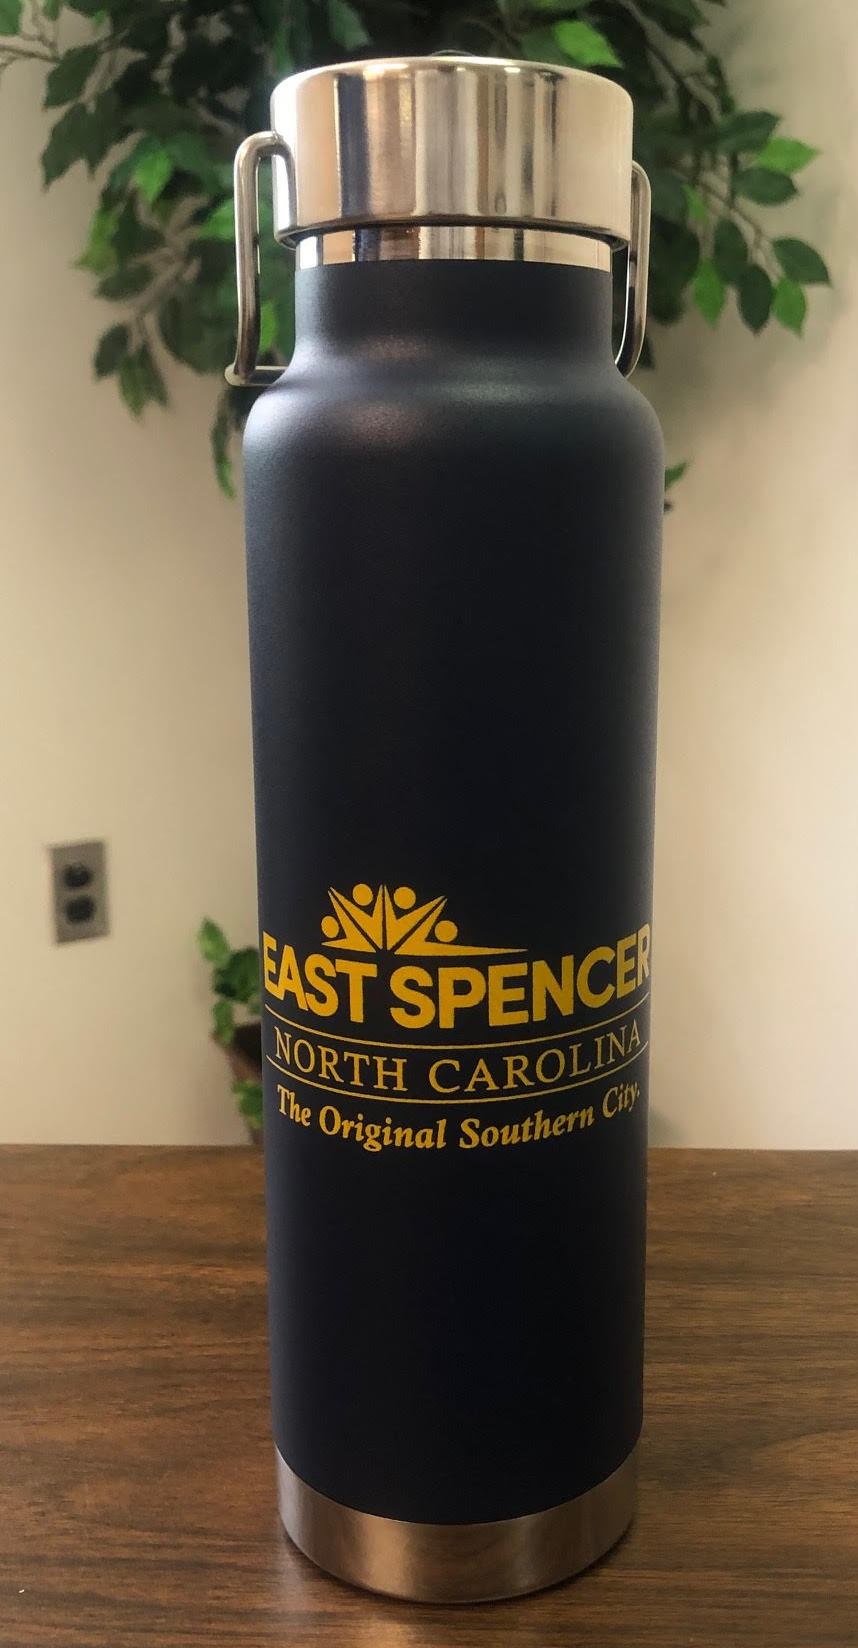 EAST SPENCER
NORTH CAROLINA
The Original Southern City.